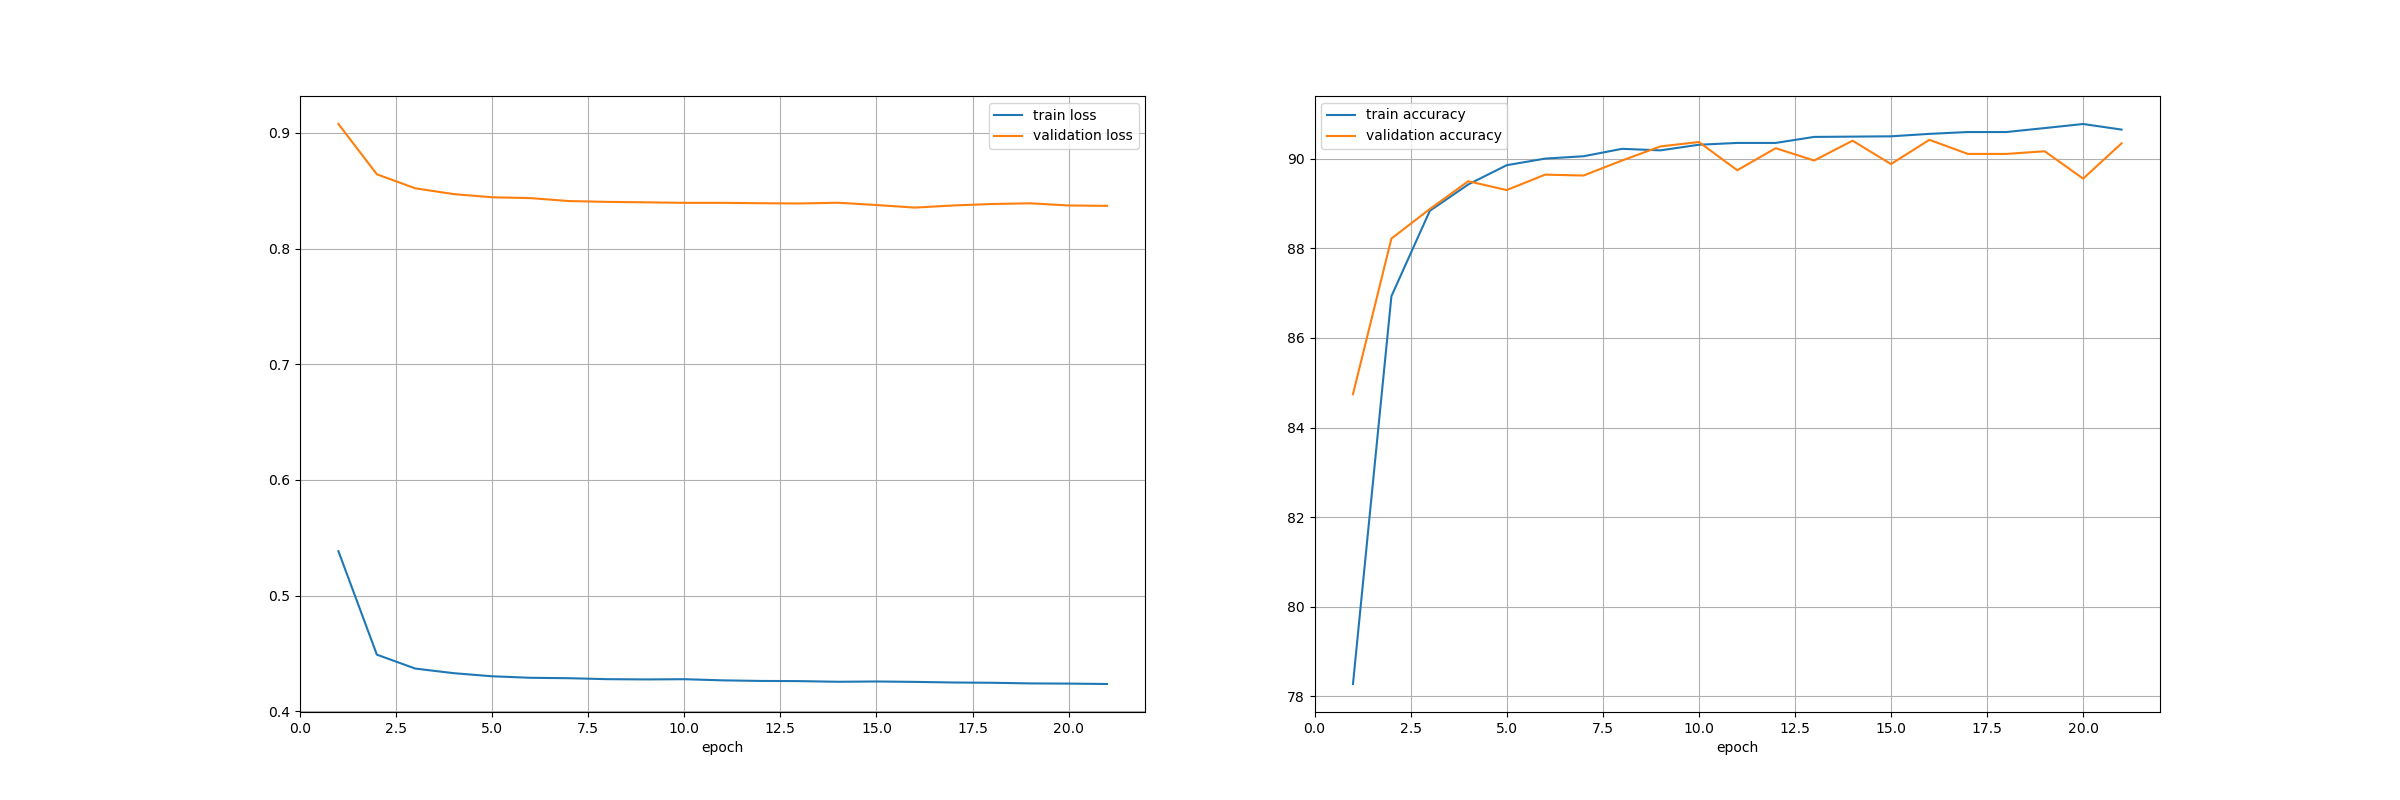 train loss
validation loss
0.9
0.8
0.7
0.6
0.5
0.4
0.0 2.5 5.0 7.5 10.0 12.5 15.0 17.5 20.0
epoch
train accuracy
validation accuracy
90
88
86
84
82
80
78
0.0 2.5 5.0 7.5 10.0 12.5 15.0 17.5 20.0
epoch